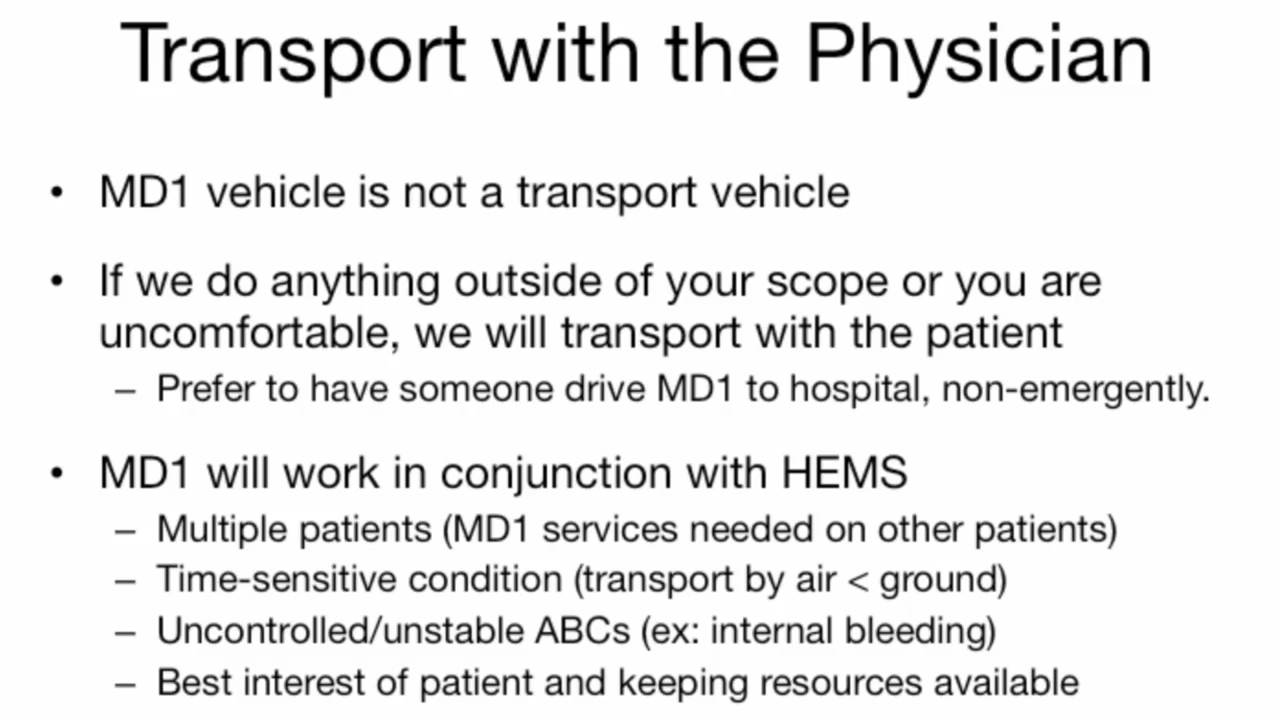 Transport with the Physician
• MD1 vehicle is not a transport vehicle
• If we do anything outside of your scope or you are
uncomfortable, we will transport with the patient
– Prefer to have someone drive MD1 to hospital, non-emergently.
• MD1 will work in conjunction with HEMS
– Multiple patients (MD1 services needed on other patients)
– Time-sensitive condition (transport by air < ground)
– Uncontrolled/unstable ABCs (ex: internal bleeding)
– Best interest of patient and keeping resources available